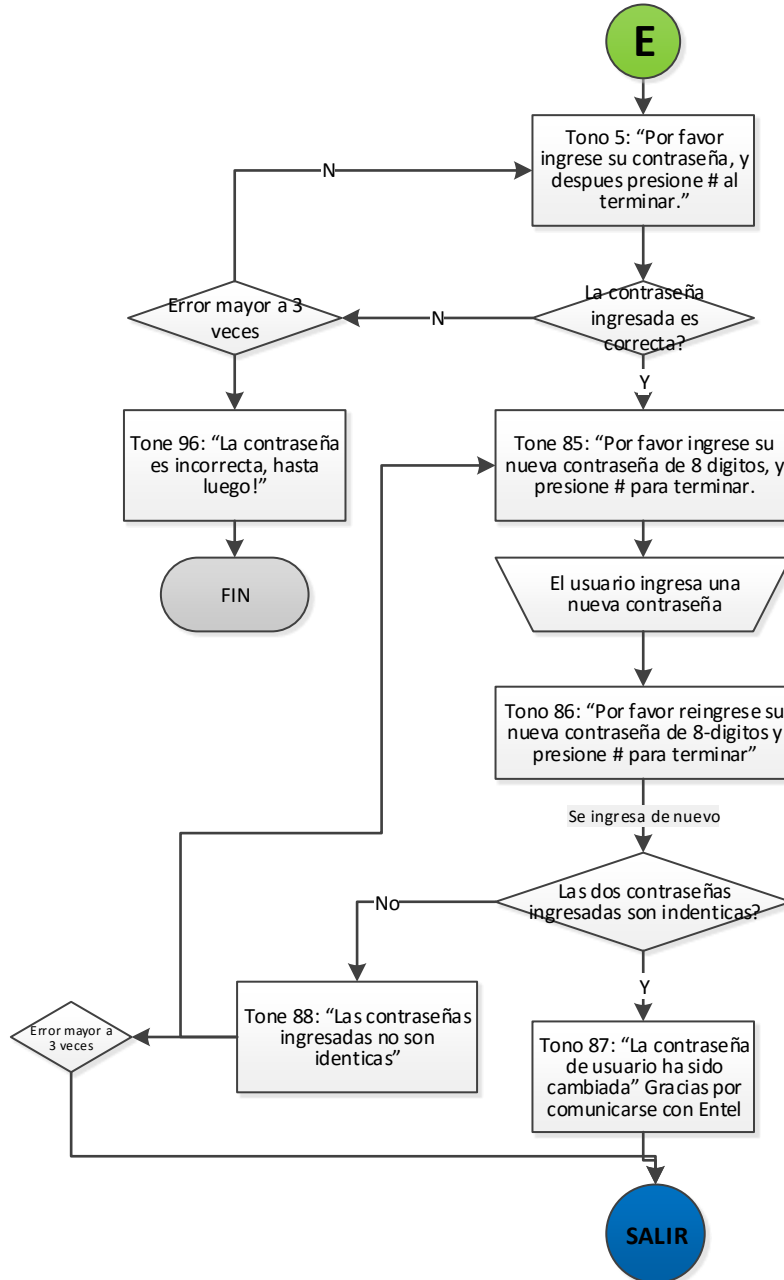 E
Tono 5: “Por favor
ingrese su contraseña, y
despues presione # al
terminar.”
N
Error mayor a 3
veces
N
La contraseña
ingresada es
correcta?
Y
Tone 96: “La contraseña
es incorrecta, hasta
luego!”
Tone 85: “Por favor ingrese su
nueva contraseña de 8 digitos, y
presione # para terminar.
FIN
El usuario ingresa una
nueva contraseña
Tono 86: “Por favor reingrese su
nueva contraseña de 8-digitos y
presione # para terminar”
Se ingresa de nuevo
Las dos contraseñas
ingresadas son indenticas?
No
Y
Error mayor a
3 veces
Tone 88: “Las contraseñas
ingresadas no son
identicas”
Tono 87: “La contraseña
de usuario ha sido
cambiada” Gracias por
comunicarse con Entel
SALIR